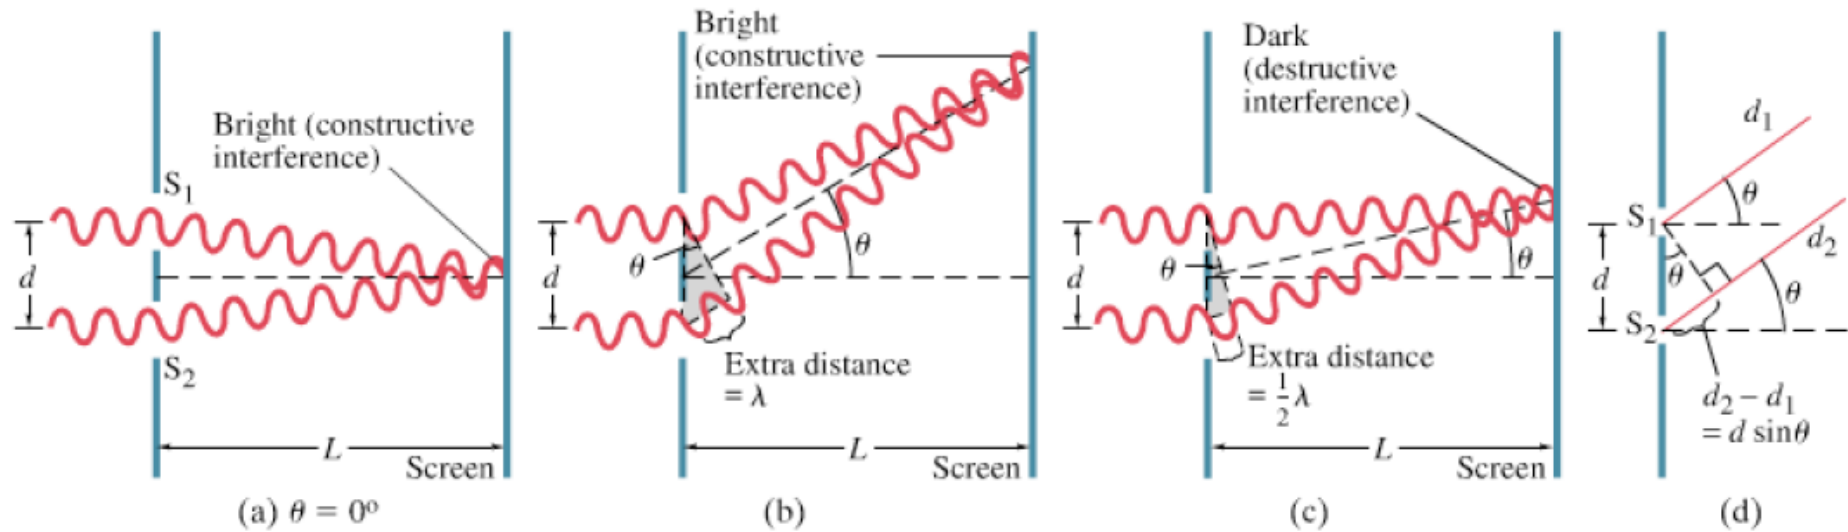 Bright (constructive
interference)
S1
S2
d
L
Screen
(a) θ = 0°
Bright
(constructive
interference)
θ
θ
d
Extra distance
= λ
L
Screen
(b)
Dark
(destructive
interference)
θ
θ
d
Extra distance
= 1/2 λ
L
Screen
(c)
d1
θ
S1
d2
d
θ
θ
S2
d2 − d1
= d sinθ
(d)